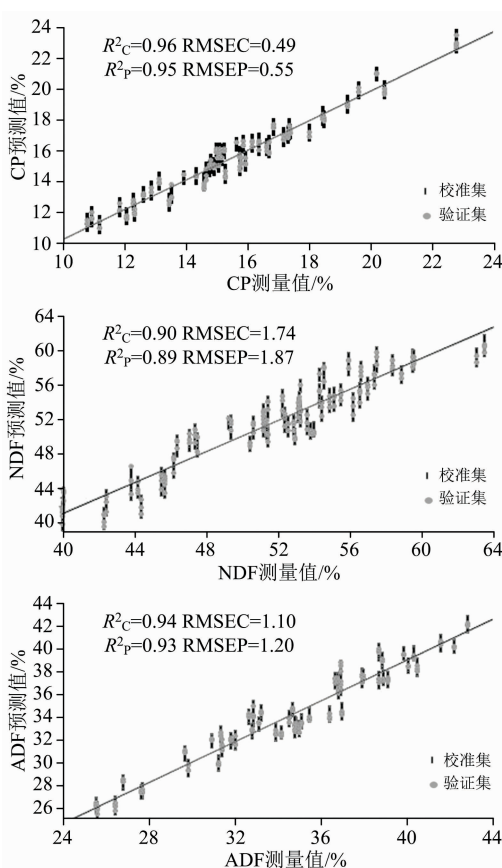 24
22
20
18
16
14
12
10
CP预测值/%
R²C=0.96 RMSEC=0.49
R²P=0.95 RMSEP=0.55
校准集
验证集
10 12 14 16 18 20 22 24
CP测量值/%
64
60
56
52
48
44
40
NDF预测值/%
R²C=0.90 RMSEC=1.74
R²P=0.89 RMSEP=1.87
校准集
验证集
40 44 48 52 56 60 64
NDF测量值/%
44
42
40
38
36
34
32
30
28
26
ADF预测值/%
R²C=0.94 RMSEC=1.10
R²P=0.93 RMSEP=1.20
校准集
验证集
24 28 32 36 40 44
ADF测量值/%